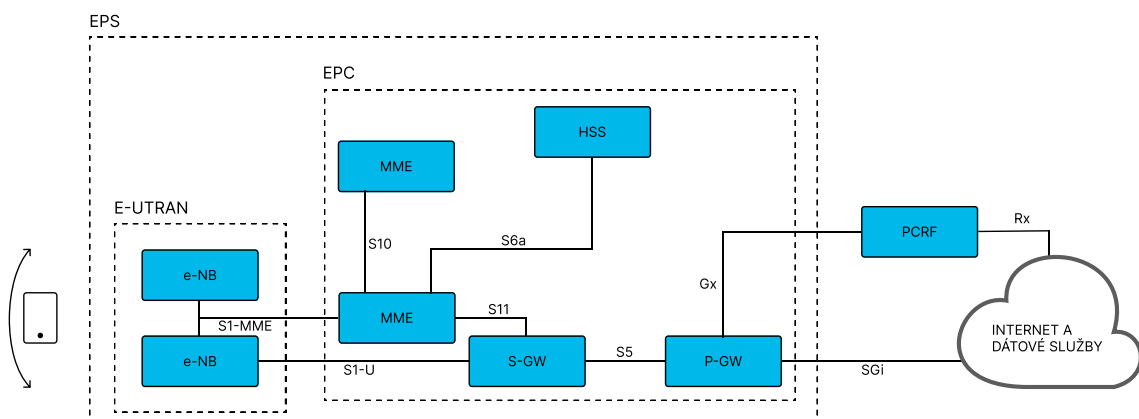 EPS
EPC
HSS
MME
E-UTRAN
PCRF
Rx
S10
S6a
e-NB
Gx
S1-MME
MME
S11
INTERNET A
DÁTOVÉ SLUŽBY
e-NB
S1-U
S-GW
S5
P-GW
SGi